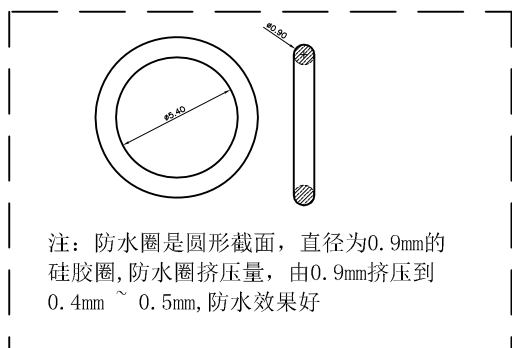 ø0.90
ø5.40
注：防水圈是圆形截面，直径为0.9mm的
硅胶圈,防水圈挤压量，由0.9mm挤压到
0.4mm ~ 0.5mm,防水效果好